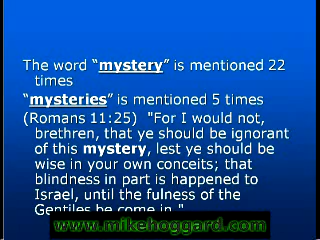 The word “mystery” is mentioned 22
times
“mysteries” is mentioned 5 times
(Romans 11:25)  "For I would not,
brethren, that ye should be ignorant
of this mystery, lest ye should be
wise in your own conceits; that
blindness in part is happened to
Israel, until the fulness of the
Gentiles be come in."
www.mikehoggard.com